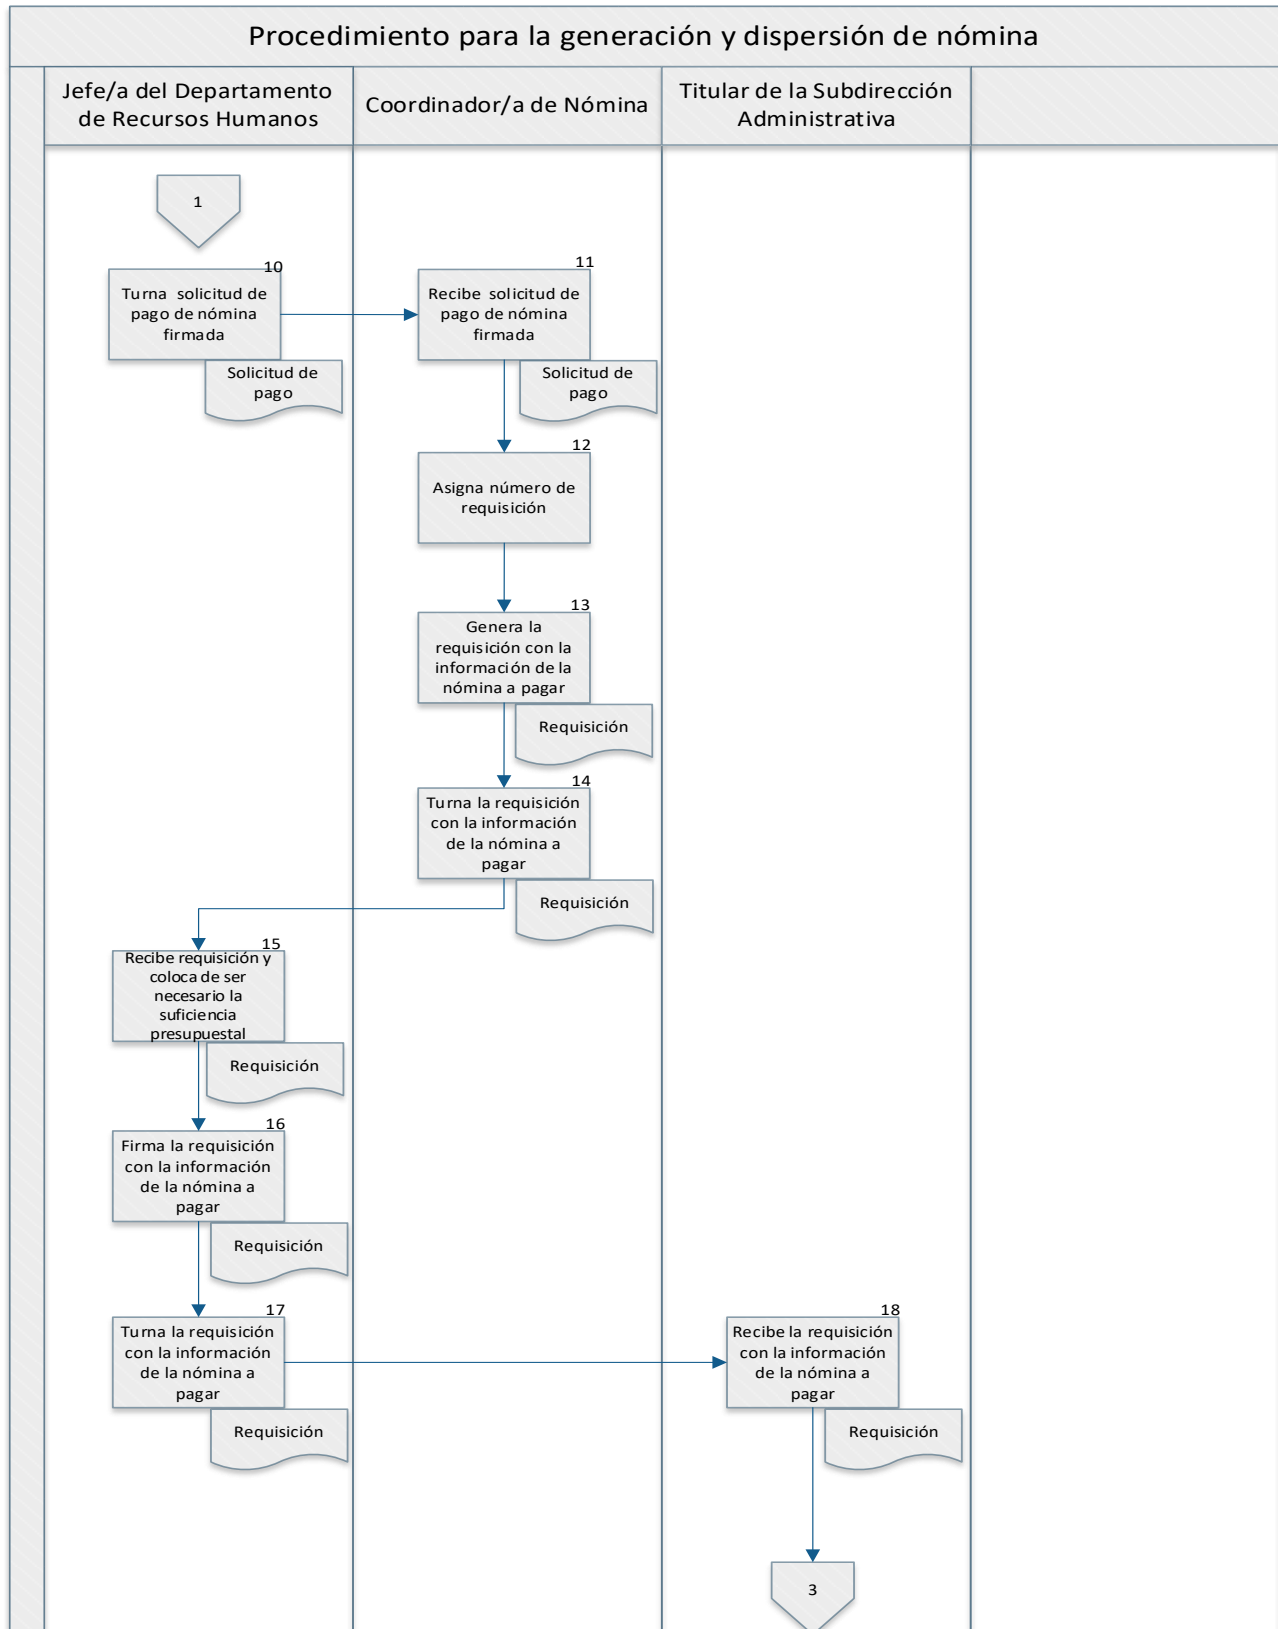 Procedimiento para la generación y dispersión de nómina
Jefe/a del Departamento
de Recursos Humanos
Coordinador/a de Nómina
Titular de la Subdirección
Administrativa
1
10
Turna solicitud de
pago de nómina
firmada
Solicitud de
pago
11
Recibe solicitud de
pago de nómina
firmada
Solicitud de
pago
12
Asigna número de
requisición
13
Genera la
requisición con la
información de la
nómina a pagar
Requisición
14
Turna la requisición
con la información
de la nómina a
pagar
Requisición
15
Recibe requisición y
coloca de ser
necesario la
suficiencia
presupuestal
Requisición
16
Firma la requisición
con la información
de la nómina a
pagar
Requisición
17
Turna la requisición
con la información
de la nómina a
pagar
Requisición
18
Recibe la requisición
con la información
de la nómina a
pagar
Requisición
3